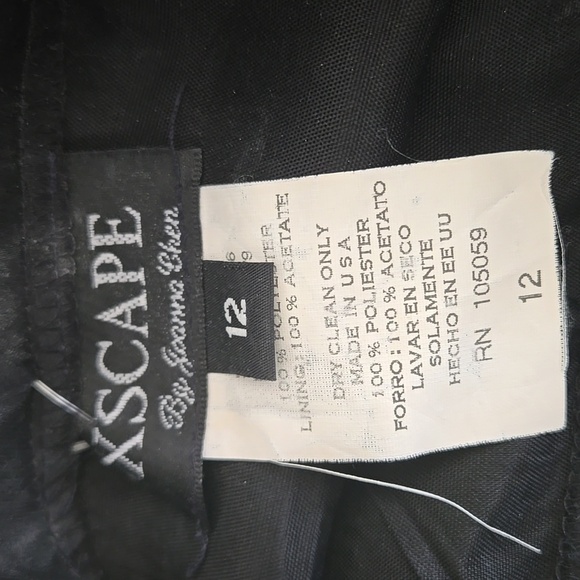 XSCAPE
By Joanna Chen
12
100% POLYESTER
LINING: 100% ACETATE
DRY CLEAN ONLY
MADE IN USA
100% POLIESTER
FORRO: 100% ACETATO
LAVAR EN SECO
SOLAMENTE
HECHO EN EE UU
RN 105059
12